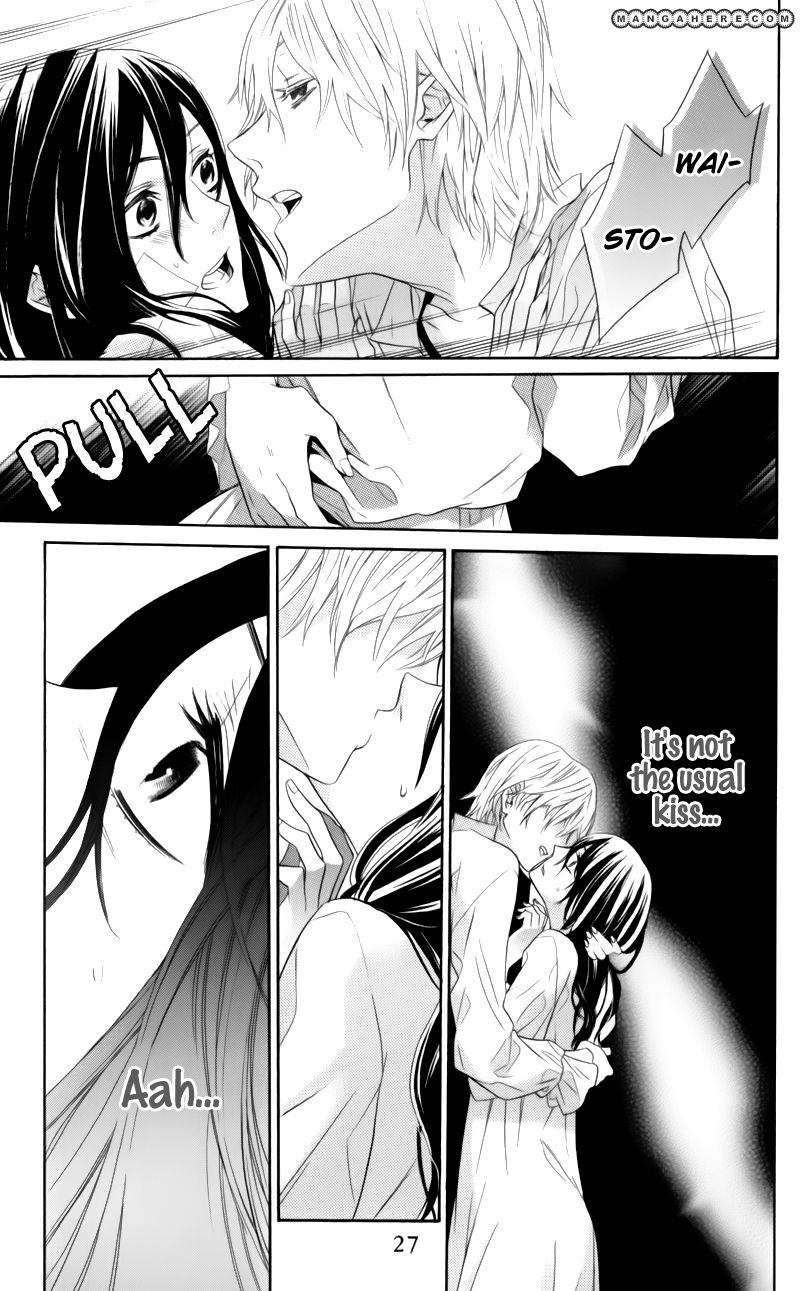 MANGAHERE.COM
WAI-
STO-
PULL
It's not
the usual
kiss...
Aah...
27